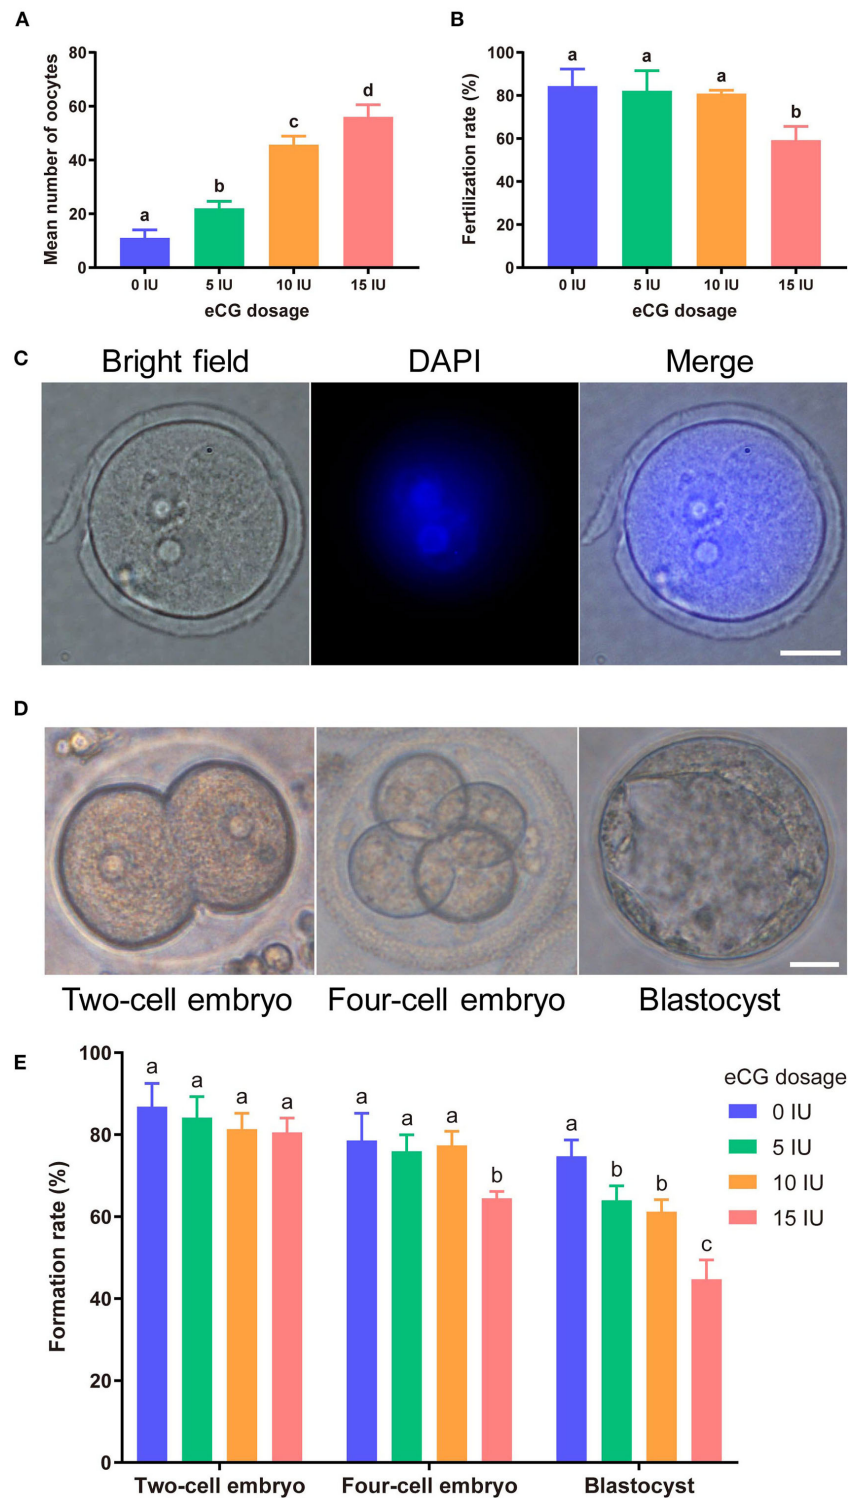 A
80
60
40
20
0
Mean number of oocytes
a
b
c
d
0 IU
5 IU
10 IU
15 IU
eCG dosage
B
100
80
60
40
20
0
Fertilization rate (%)
a
a
a
b
0 IU
5 IU
10 IU
15 IU
eCG dosage
C
Bright field
DAPI
Merge
D
Two-cell embryo
Four-cell embryo
Blastocyst
E
100
80
60
40
20
0
Formation rate (%)
a
a
a
a
a
a
a
b
a
b
b
c
eCG dosage
0 IU
5 IU
10 IU
15 IU
Two-cell embryo
Four-cell embryo
Blastocyst